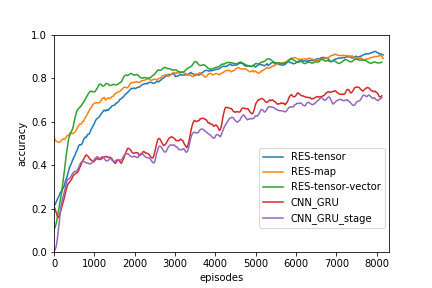 1.0
0.8
0.6
0.4
0.2
0.0
accuracy
RES-tensor
RES-map
RES-tensor-vector
CNN_GRU
CNN_GRU_stage
0 1000 2000 3000 4000 5000 6000 7000 8000
episodes